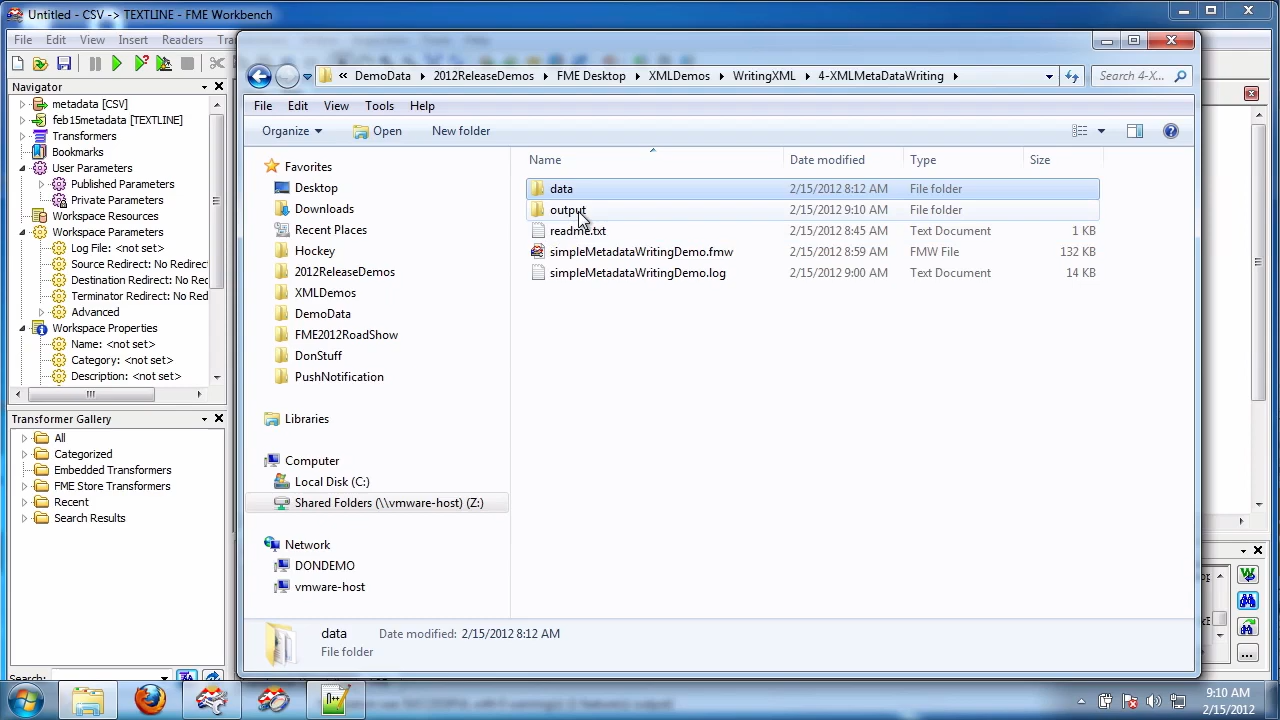 Untitled - CSV -> TEXTLINE - FME Workbench
File Edit View Insert Readers
Navigator
metadata [CSV]
feb15metadata [TEXTLINE]
Transformers
Bookmarks
User Parameters
Published Parameters
Private Parameters
Workspace Resources
Workspace Parameters
Log File: <not set>
Source Redirect: No Red
Destination Redirect: No
Terminator Redirect: No
Advanced
Workspace Properties
Name: <not set>
Category: <not set>
Description: <not set>
Transformer Gallery
All
Categorized
Embedded Transformers
FME Store Transformers
Recent
Search Results
Search:
« DemoData 2012ReleaseDemos FME Desktop XMLDemos WritingXML 4-XMLMetaDataWriting
Search 4-X...
File Edit View Tools Help
Organize Open New folder
Favorites
Desktop
Downloads
Recent Places
Hockey
2012ReleaseDemos
XMLDemos
DemoData
FME2012RoadShow
DonStuff
PushNotification
Libraries
Computer
Local Disk (C:)
Shared Folders (\\vmware-host) (Z:)
Network
DONDEMO
vmware-host
Name Date modified Type Size
data 2/15/2012 8:12 AM File folder
output 2/15/2012 9:10 AM File folder
readme.txt 2/15/2012 8:45 AM Text Document 1 KB
simpleMetadataWritingDemo.fmw 2/15/2012 8:59 AM FMW File 132 KB
simpleMetadataWritingDemo.log 2/15/2012 9:00 AM Text Document 14 KB
data Date modified: 2/15/2012 8:12 AM
File folder
9:10 AM
2/15/2012